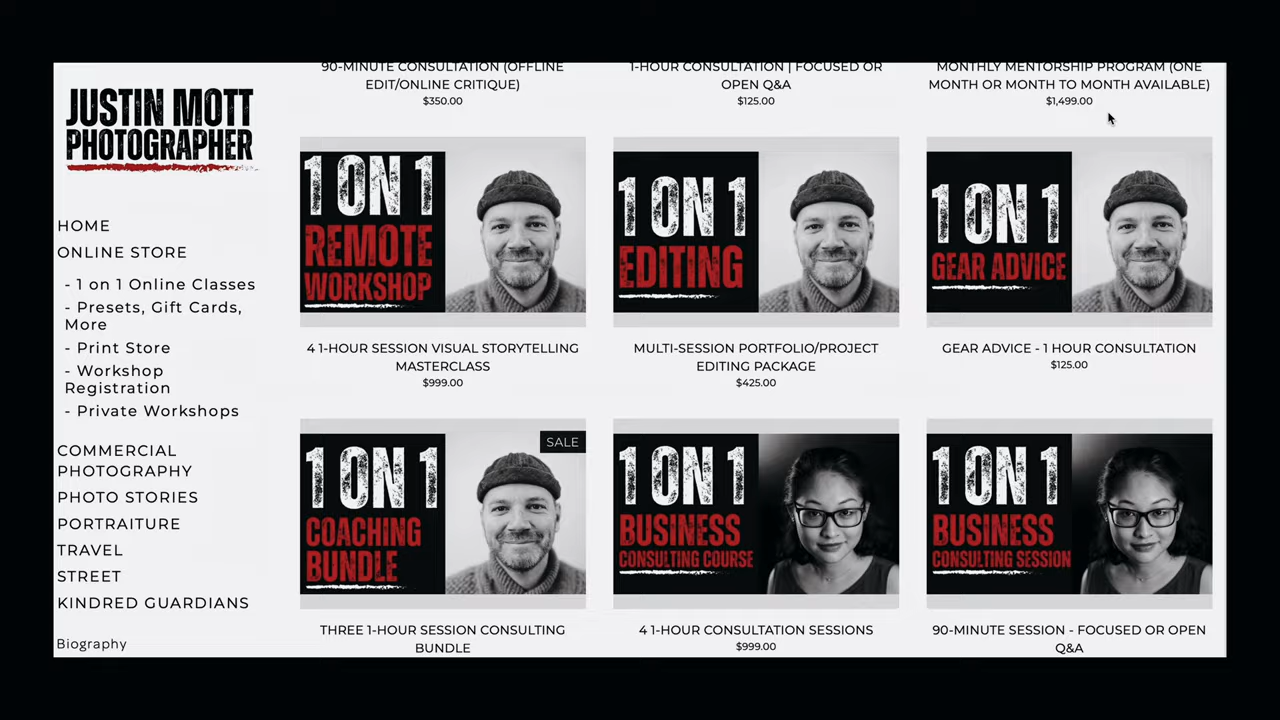 JUSTIN MOTT
PHOTOGRAPHER
HOME
ONLINE STORE
- 1 on 1 Online Classes
- Presets, Gift Cards,
More
- Print Store
- Workshop
Registration
- Private Workshops
COMMERCIAL
PHOTOGRAPHY
PHOTO STORIES
PORTRAITURE
TRAVEL
STREET
KINDRED GUARDIANS
Biography
90-MINUTE CONSULTATION (OFFLINE
EDIT/ONLINE CRITIQUE)
$350.00
1-HOUR CONSULTATION | FOCUSED OR
OPEN Q&A
$125.00
MONTHLY MENTORSHIP PROGRAM (ONE
MONTH OR MONTH TO MONTH AVAILABLE)
$1,499.00
1 ON 1
REMOTE
WORKSHOP
4 1-HOUR SESSION VISUAL STORYTELLING
MASTERCLASS
$999.00
1 ON 1
EDITING
MULTI-SESSION PORTFOLIO/PROJECT
EDITING PACKAGE
$425.00
1 ON 1
GEAR ADVICE
GEAR ADVICE - 1 HOUR CONSULTATION
$125.00
SALE
1 ON 1
COACHING
BUNDLE
THREE 1-HOUR SESSION CONSULTING
BUNDLE
1 ON 1
BUSINESS
CONSULTING COURSE
4 1-HOUR CONSULTATION SESSIONS
$999.00
1 ON 1
BUSINESS
CONSULTING SESSION
90-MINUTE SESSION - FOCUSED OR OPEN
Q&A